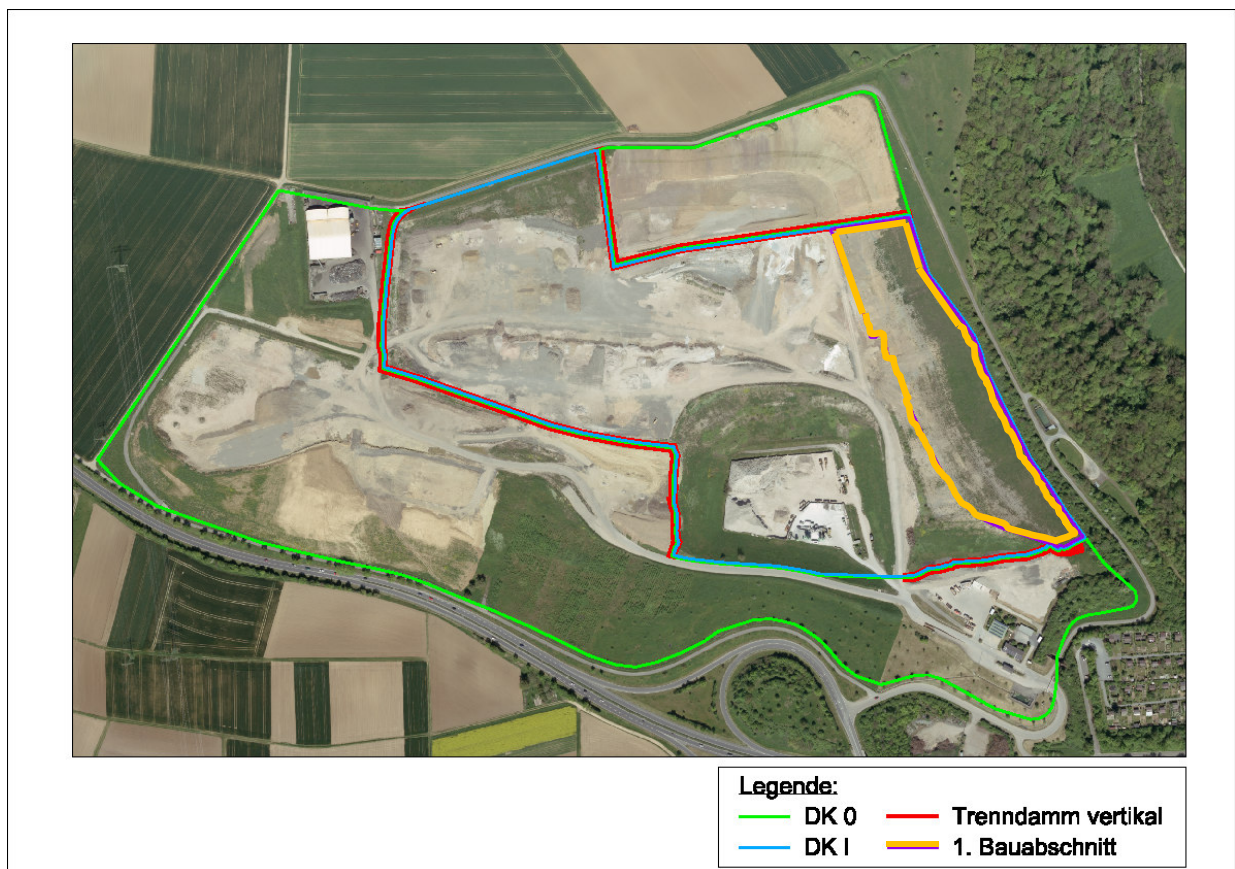 Legende:
DK 0
Trenndamm vertikal
DK I
1. Bauabschnitt